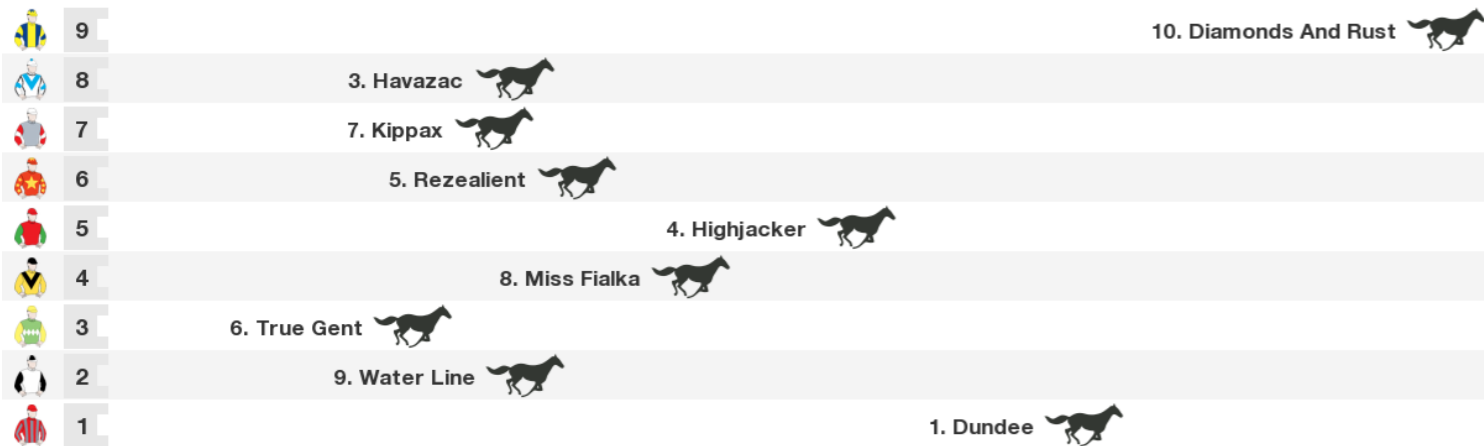 9 10. Diamonds And Rust
8 3. Havazac
7 7. Kippax
6 5. Rezealient
5 4. Highjacker
4 8. Miss Fialka
3 6. True Gent
2 9. Water Line
1 1. Dundee